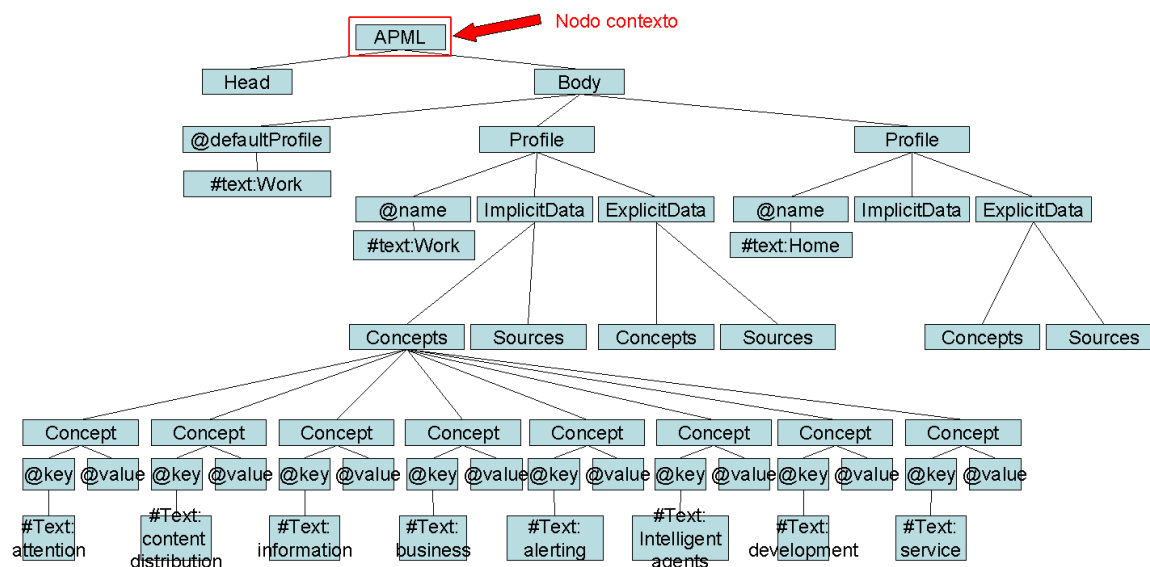 Nodo contexto
APML
Head
Body
@defaultProfile
Profile
Profile
#text:Work
@name
ImplicitData
ExplicitData
@name
ImplicitData
ExplicitData
#text:Work
#text:Home
Concepts
Sources
Concepts
Sources
Concepts
Sources
Concept
Concept
Concept
Concept
Concept
Concept
Concept
Concept
@key
@value
@key
@value
@key
@value
@key
@value
@key
@value
@key
@value
@key
@value
@key
@value
#Text:
attention
#Text:
content
distribution
#Text:
information
#Text:
business
#Text:
alerting
#Text:
Intelligent
agents
#Text:
development
#Text:
service